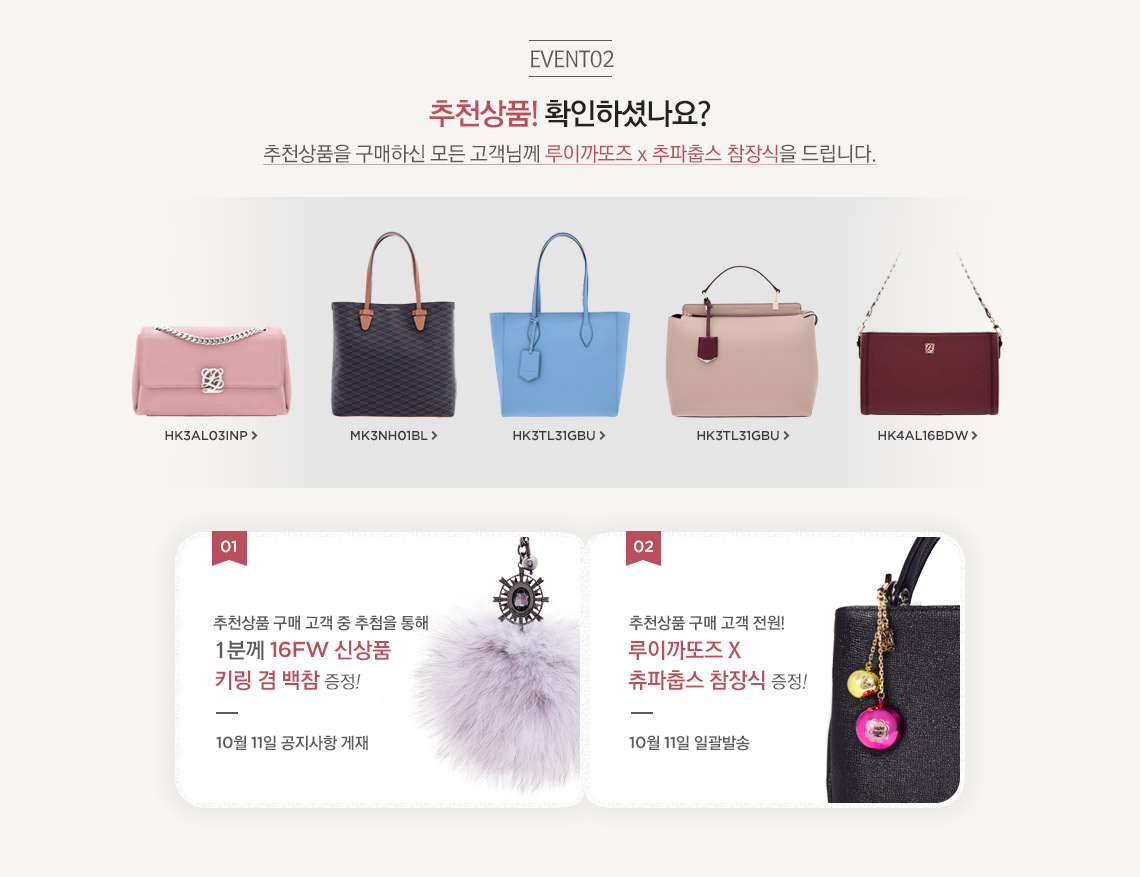 EVENT02
추천상품! 확인하셨나요?
추천상품을 구매하신 모든 고객님께 루이까또즈 x 추파춥스 참장식을 드립니다.
HK3AL03INP >
MK3NH01BL >
HK3TL31GBU >
HK3TL31GBU >
HK4AL16BDW >
01
추천상품 구매 고객 중 추첨을 통해
1분께 16FW 신상품
키링 겸 백참 증정!
10월 11일 공지사항 게재
02
추천상품 구매 고객 전원!
루이까또즈 X
츄파춥스 참장식 증정!
10월 11일 일괄발송